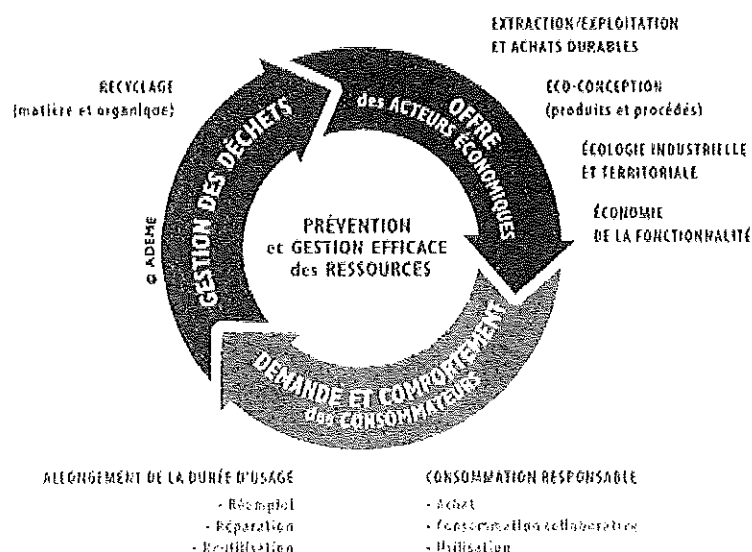 EXTRACTION/EXPLOITATION
ET ACHATS DURABLES
ÉCO-CONCEPTION
(produits et procédés)
ÉCOLOGIE INDUSTRIELLE
ET TERRITORIALE
ÉCONOMIE
DE LA FONCTIONNALITÉ
RECYCLAGE
(matière et organique)
OFFRE
des ACTEURS ÉCONOMIQUES
GESTION DES DÉCHETS
© ADEME
PRÉVENTION
et GESTION EFFICACE
des RESSOURCES
DEMANDE ET COMPORTEMENT
des CONSOMMATEURS
ALLONGEMENT DE LA DURÉE D'USAGE
- Réemploi
- Réparation
- Réutilisation
CONSOMMATION RESPONSABLE
- Achat
- Consommation collaborative
- Utilisation